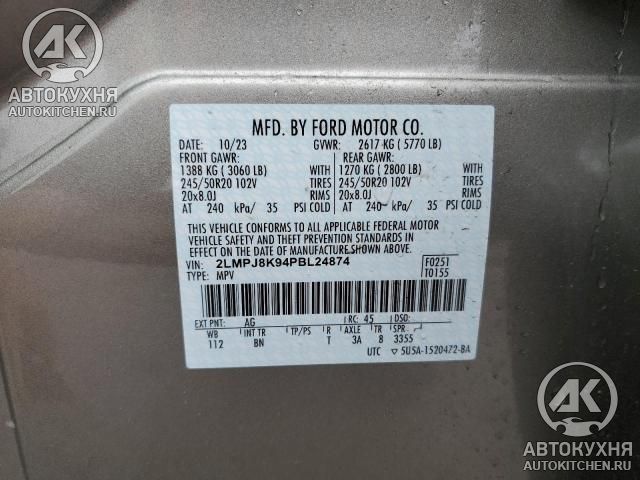 AK
АВТОКУХНЯ
AUTOKITCHEN.RU
MFD. BY FORD MOTOR CO.
DATE: 10/23 GVWR: 2617 KG ( 5770 LB)
FRONT GAWR: REAR GAWR:
1388 KG ( 3060 LB) WITH 1270 KG ( 2800 LB) WITH
245/50R20 102V TIRES 245/50R20 102V TIRES
20x8.0J RIMS 20x8.0J RIMS
AT 240 kPa/ 35 PSI COLD AT 240 kPa/ 35 PSI COLD
THIS VEHICLE CONFORMS TO ALL APPLICABLE FEDERAL MOTOR
VEHICLE SAFETY AND THEFT PREVENTION STANDARDS IN
EFFECT ON THE DATE OF MANUFACTURE SHOWN ABOVE.
VIN: 2LMPJ8K94PBL24874 F0251
TYPE: MPV T0155
EXT PNT: AG RC: 45 DSO:
WB INT TR TP/PS R AXLE TR SPR
112 BN T 3A 8 3355
UTC ▽5U5A-1520472-BA
AK
АВТОКУХНЯ
AUTOKITCHEN.RU